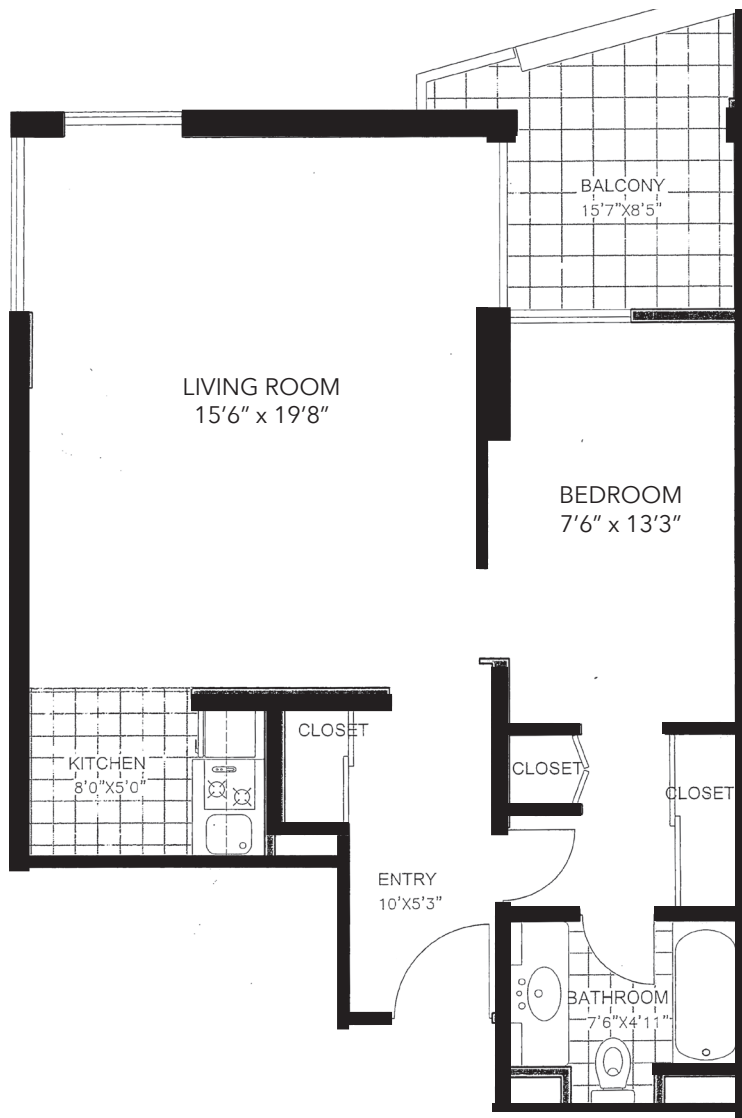 BALCONY
15'7"X8'5"
LIVING ROOM
15'6" x 19'8"
BEDROOM
7'6" x 13'3"
CLOSET
KITCHEN
8'0"X5'0"
CLOSET
CLOSET
ENTRY
10'X5'3"
BATHROOM
7'6"X4'11"